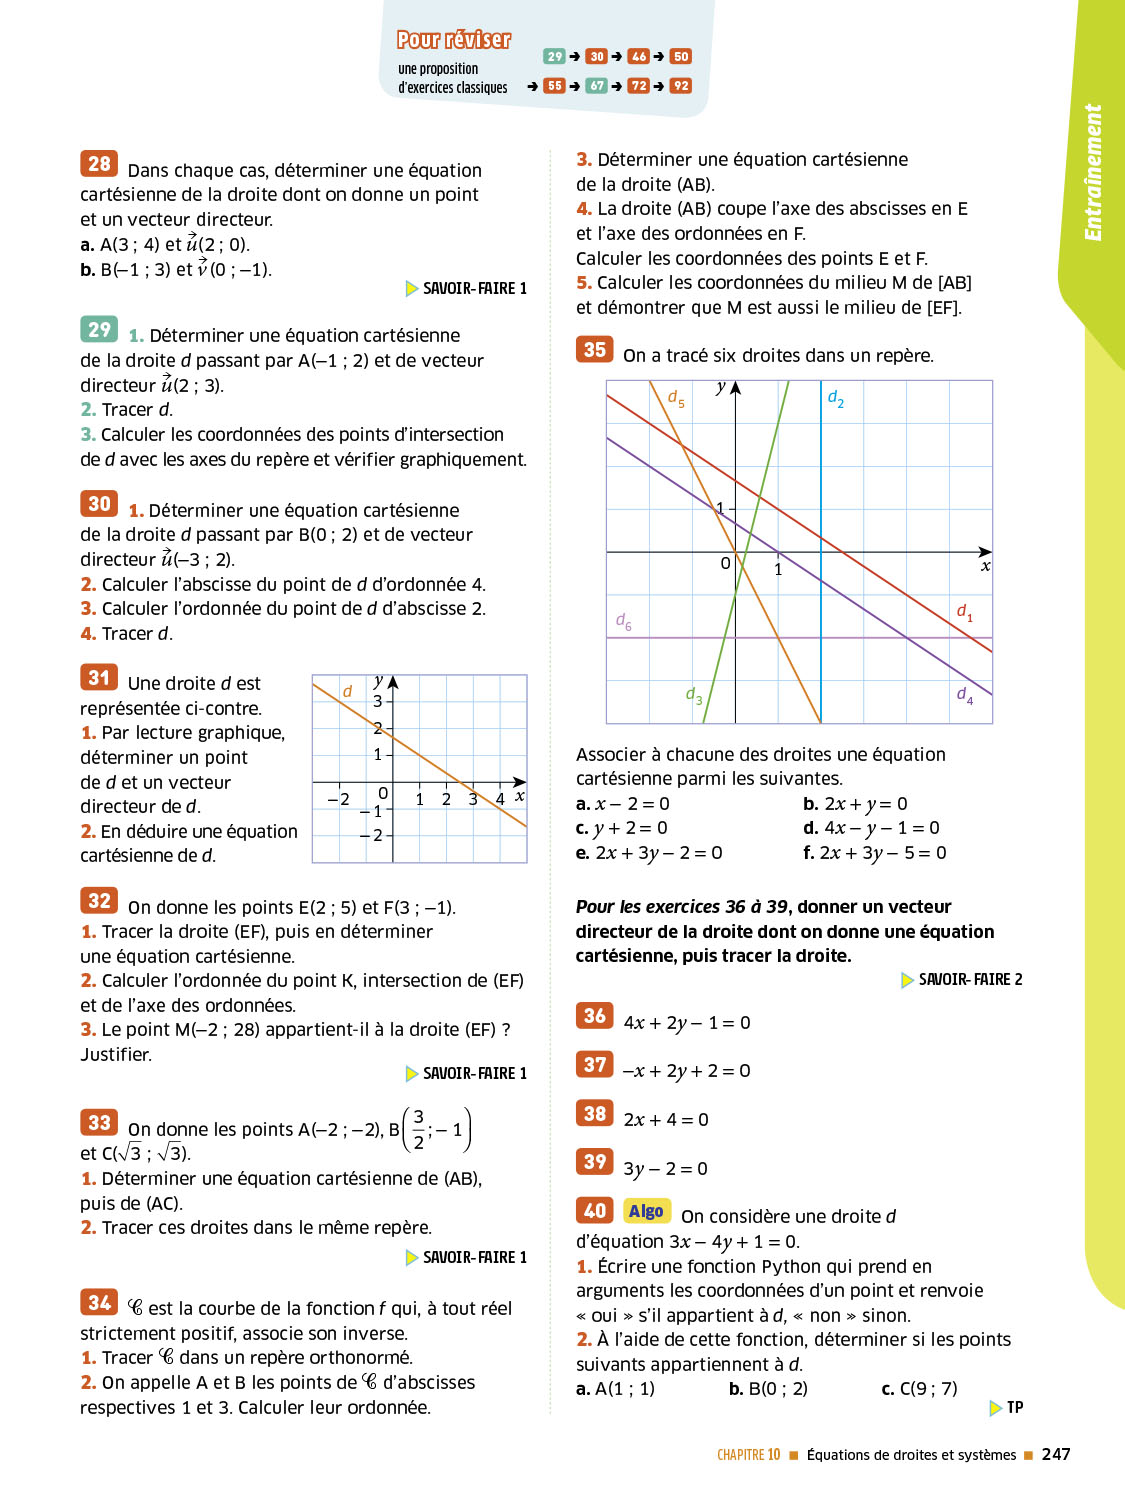 Pour réviser
une proposition
d'exercices classiques
29 ➔ 30 ➔ 46 ➔ 50
➔ 55 ➔ 67 ➔ 72 ➔ 92
Entraînement
28 Dans chaque cas, déterminer une équation
cartésienne de la droite dont on donne un point
et un vecteur directeur.
a. A(3 ; 4) et u⃗(2 ; 0).
b. B(−1 ; 3) et v⃗(0 ; −1).
SAVOIR-FAIRE 1
29 1. Déterminer une équation cartésienne
de la droite d passant par A(−1 ; 2) et de vecteur
directeur u⃗(2 ; 3).
2. Tracer d.
3. Calculer les coordonnées des points d'intersection
de d avec les axes du repère et vérifier graphiquement.
30 1. Déterminer une équation cartésienne
de la droite d passant par B(0 ; 2) et de vecteur
directeur u⃗(−3 ; 2).
2. Calculer l'abscisse du point de d d'ordonnée 4.
3. Calculer l'ordonnée du point de d d'abscisse 2.
4. Tracer d.
31 Une droite d est
représentée ci-contre.
1. Par lecture graphique,
déterminer un point
de d et un vecteur
directeur de d.
2. En déduire une équation
cartésienne de d.
d y
3
2
1
−2 0 1 2 3 4 x
−1
−2
32 On donne les points E(2 ; 5) et F(3 ; −1).
1. Tracer la droite (EF), puis en déterminer
une équation cartésienne.
2. Calculer l'ordonnée du point K, intersection de (EF)
et de l'axe des ordonnées.
3. Le point M(−2 ; 28) appartient-il à la droite (EF) ?
Justifier.
SAVOIR-FAIRE 1
33 On donne les points A(−2 ; −2), B(3/2 ; − 1)
et C(√3 ; √3).
1. Déterminer une équation cartésienne de (AB),
puis de (AC).
2. Tracer ces droites dans le même repère.
SAVOIR-FAIRE 1
34 𝒞 est la courbe de la fonction f qui, à tout réel
strictement positif, associe son inverse.
1. Tracer 𝒞 dans un repère orthonormé.
2. On appelle A et B les points de 𝒞 d'abscisses
respectives 1 et 3. Calculer leur ordonnée.
3. Déterminer une équation cartésienne
de la droite (AB).
4. La droite (AB) coupe l'axe des abscisses en E
et l'axe des ordonnées en F.
Calculer les coordonnées des points E et F.
5. Calculer les coordonnées du milieu M de [AB]
et démontrer que M est aussi le milieu de [EF].
35 On a tracé six droites dans un repère.
d5 y d2
1
0 1 x
d6 d1
d3 d4
Associer à chacune des droites une équation
cartésienne parmi les suivantes.
a. x − 2 = 0 b. 2x + y = 0
c. y + 2 = 0 d. 4x − y − 1 = 0
e. 2x + 3y − 2 = 0 f. 2x + 3y − 5 = 0
Pour les exercices 36 à 39, donner un vecteur
directeur de la droite dont on donne une équation
cartésienne, puis tracer la droite.
SAVOIR-FAIRE 2
36 4x + 2y − 1 = 0
37 −x + 2y + 2 = 0
38 2x + 4 = 0
39 3y − 2 = 0
40 Algo On considère une droite d
d'équation 3x − 4y + 1 = 0.
1. Écrire une fonction Python qui prend en
arguments les coordonnées d'un point et renvoie
« oui » s'il appartient à d, « non » sinon.
2. À l'aide de cette fonction, déterminer si les points
suivants appartiennent à d.
a. A(1 ; 1) b. B(0 ; 2) c. C(9 ; 7)
TP
CHAPITRE 10 ■ Équations de droites et systèmes ■ 247